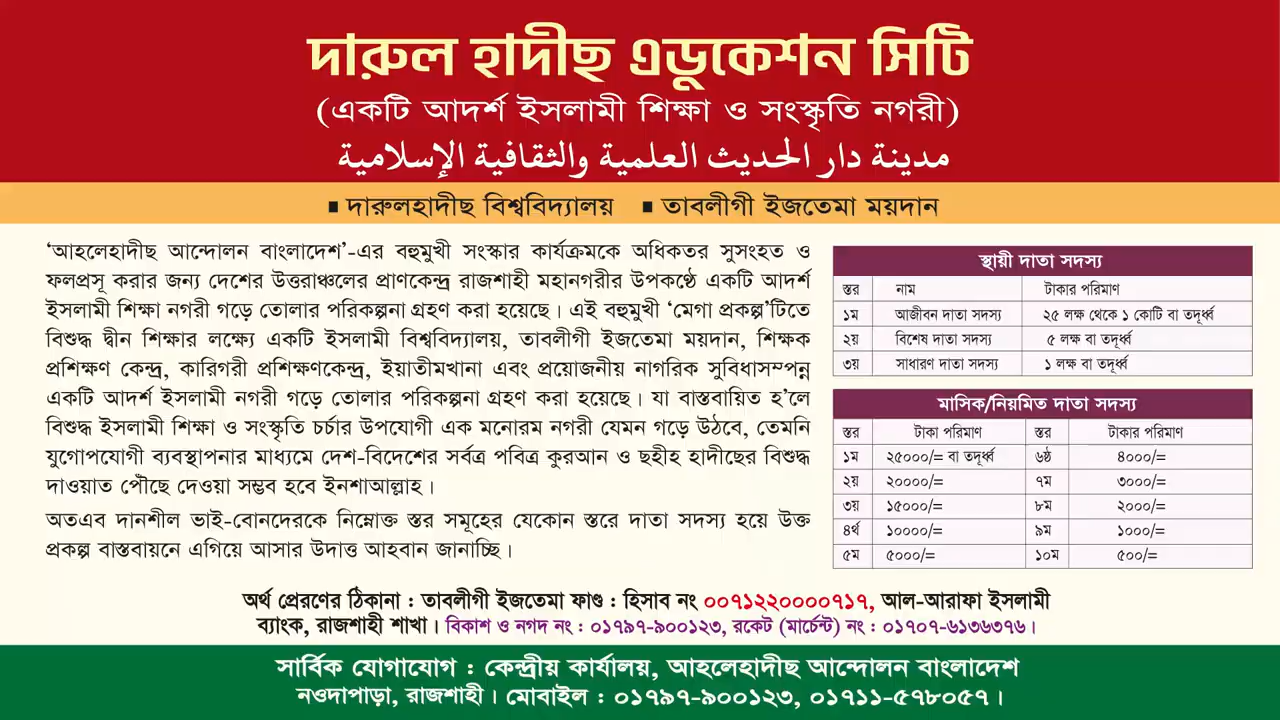 দারুল হাদীছ এডুকেশন সিটি
(একটি আদর্শ ইসলামী শিক্ষা ও সংস্কৃতি নগরী)
مدينة دار الحديث العلمية والثقافية الإسلامية
▪ দারুলহাদীছ বিশ্ববিদ্যালয় ▪ তাবলীগী ইজতেমা ময়দান
‘আহলেহাদীছ আন্দোলন বাংলাদেশ’-এর বহুমুখী সংস্কার কার্যক্রমকে অধিকতর সুসংহত ও
ফলপ্রসূ করার জন্য দেশের উত্তরাঞ্চলের প্রাণকেন্দ্র রাজশাহী মহানগরীর উপকণ্ঠে একটি আদর্শ
ইসলামী শিক্ষা নগরী গড়ে তোলার পরিকল্পনা গ্রহণ করা হয়েছে। এই বহুমুখী ‘মেগা প্রকল্প’টিতে
বিশুদ্ধ দ্বীন শিক্ষার লক্ষ্যে একটি ইসলামী বিশ্ববিদ্যালয়, তাবলীগী ইজতেমা ময়দান, শিক্ষক
প্রশিক্ষণ কেন্দ্র, কারিগরী প্রশিক্ষণকেন্দ্র, ইয়াতীমখানা এবং প্রয়োজনীয় নাগরিক সুবিধাসম্পন্ন
একটি আদর্শ ইসলামী নগরী গড়ে তোলার পরিকল্পনা গ্রহণ করা হয়েছে। যা বাস্তবায়িত হ’লে
বিশুদ্ধ ইসলামী শিক্ষা ও সংস্কৃতি চর্চার উপযোগী এক মনোরম নগরী যেমন গড়ে উঠবে, তেমনি
যুগোপযোগী ব্যবস্থাপনার মাধ্যমে দেশ-বিদেশের সর্বত্র পবিত্র কুরআন ও ছহীহ হাদীছের বিশুদ্ধ
দাওয়াত পৌঁছে দেওয়া সম্ভব হবে ইনশাআল্লাহ।
অতএব দানশীল ভাই-বোনদেরকে নিম্নোক্ত স্তর সমূহের যেকোন স্তরে দাতা সদস্য হয়ে উক্ত
প্রকল্প বাস্তবায়নে এগিয়ে আসার উদাত্ত আহবান জানাচ্ছি।
স্থায়ী দাতা সদস্য
স্তর নাম টাকার পরিমাণ
১ম আজীবন দাতা সদস্য ২৫ লক্ষ থেকে ১ কোটি বা তদূর্ধ্ব
২য় বিশেষ দাতা সদস্য ৫ লক্ষ বা তদূর্ধ্ব
৩য় সাধারণ দাতা সদস্য ১ লক্ষ বা তদূর্ধ্ব
মাসিক/নিয়মিত দাতা সদস্য
স্তর টাকা পরিমাণ স্তর টাকার পরিমাণ
১ম ২৫০০০/= বা তদূর্ধ্ব ৬ষ্ঠ ৪০০০/=
২য় ২০০০০/= ৭ম ৩০০০/=
৩য় ১৫০০০/= ৮ম ২০০০/=
৪র্থ ১০০০০/= ৯ম ১০০০/=
৫ম ৫০০০/= ১০ম ৫০০/=
অর্থ প্রেরণের ঠিকানা : তাবলীগী ইজতেমা ফাণ্ড : হিসাব নং ০০৭১২২০০০০৭১৭, আল-আরাফা ইসলামী
ব্যাংক, রাজশাহী শাখা। বিকাশ ও নগদ নং : ০১৭৯৭-৯০০১২৩, রকেট (মার্চেন্ট) নং : ০১৭০৭-৬১৩৬৩৭৬।
সার্বিক যোগাযোগ : কেন্দ্রীয় কার্যালয়, আহলেহাদীছ আন্দোলন বাংলাদেশ
নওদাপাড়া, রাজশাহী। মোবাইল : ০১৭৯৭-৯০০১২৩, ০১৭১১-৫৭৮০৫৭।